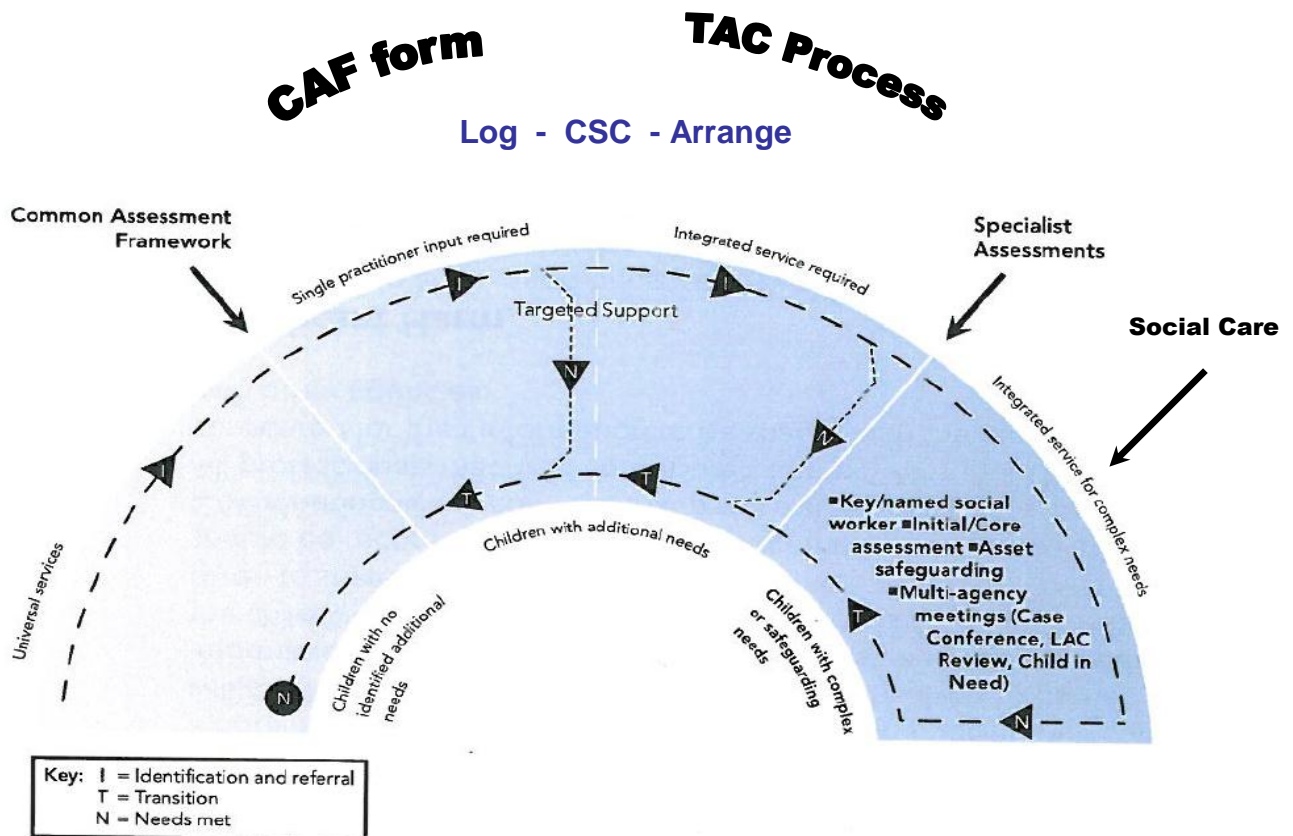 CAF form
TAC Process
Log - CSC - Arrange
Common Assessment
Framework
Single practitioner input required
Integrated service required
Specialist
Assessments
Social Care
I
I
Targeted Support
N
Integrated service for complex needs
I
N
T
T
Universal services
Children with additional needs
▪Key/named social
worker ▪Initial/Core
assessment ▪Asset
safeguarding
▪Multi-agency
meetings (Case
Conference, LAC
Review, Child in
Need)
T
N
Children with no
identified additional
needs
Children with complex
or safeguarding
needs
N
Key: I = Identification and referral
T = Transition
N = Needs met